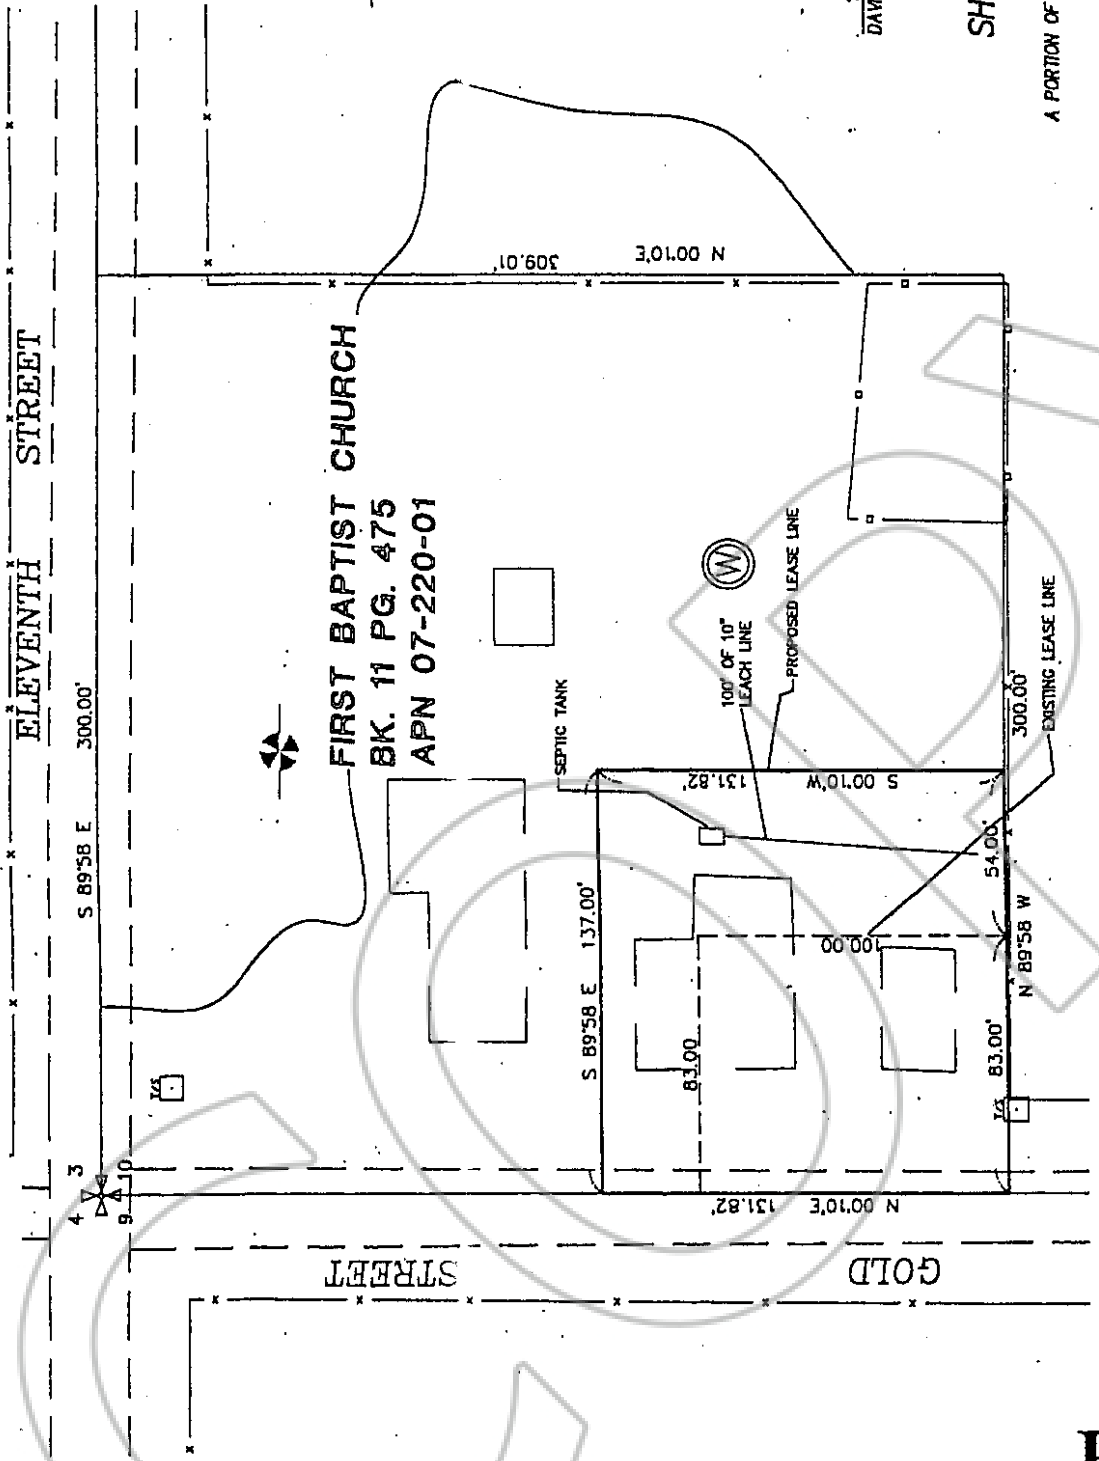 ELEVENTH STREET
S 89°58 E 300.00'
4 3
9 10
FIRST BAPTIST CHURCH
BK. 11 PG. 475
APN 07-220-01
309.01'
N 00°10'E
SEPTIC TANK
100' OF 10"
LEACH LINE
PROPOSED LEASE LINE
W
S 89°58 E 137.00'
131.82'
S 00°10'W
83.00
100.00
83.00'
54.00'
N 89°58 W
300.00'
EXISTING LEASE LINE
131.82'
N 00°10'E
GOLD STREET
DAVI
SH
A PORTION OF
COP